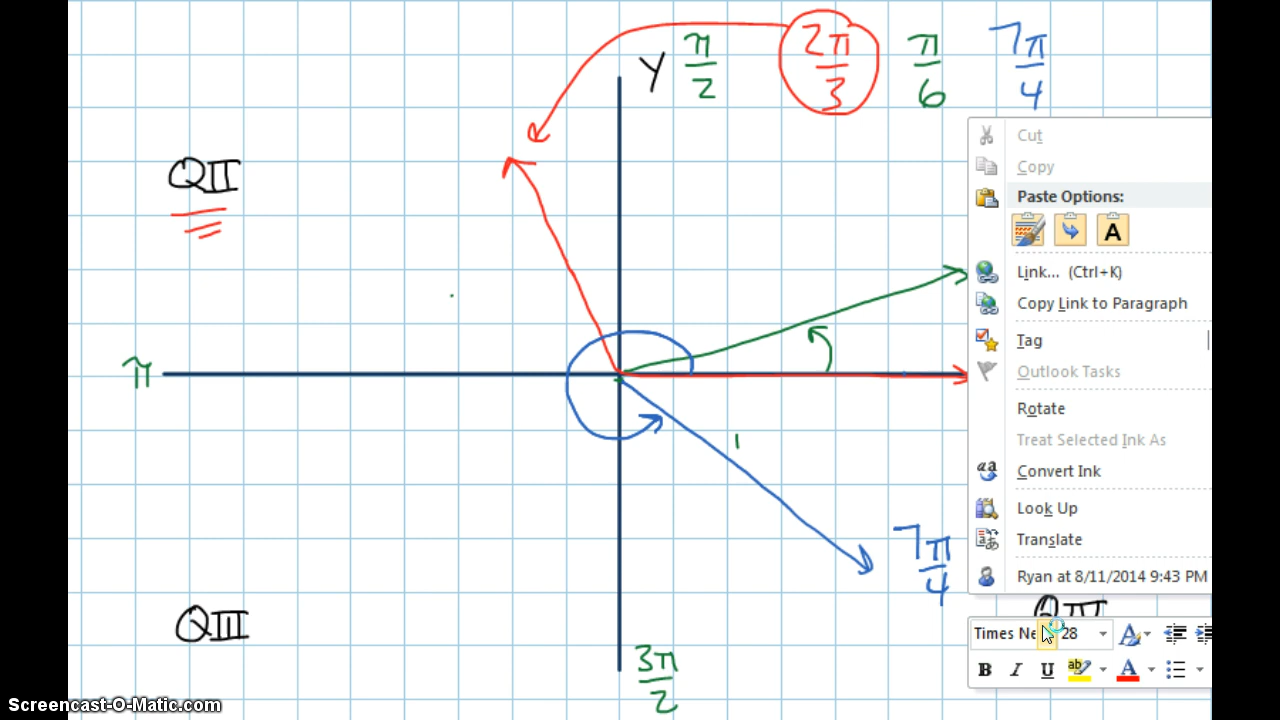 Y π/2 2π/3 π/6 7π/4
QII
π
7π/4
QIII
3π/2
Cut
Copy
Paste Options:
A
Link... (Ctrl+K)
Copy Link to Paragraph
Tag
Outlook Tasks
Rotate
Treat Selected Ink As
Convert Ink
Look Up
Translate
Ryan at 8/11/2014 9:43 PM
Times Ne 28
B I U ab A
Screencast-O-Matic.com